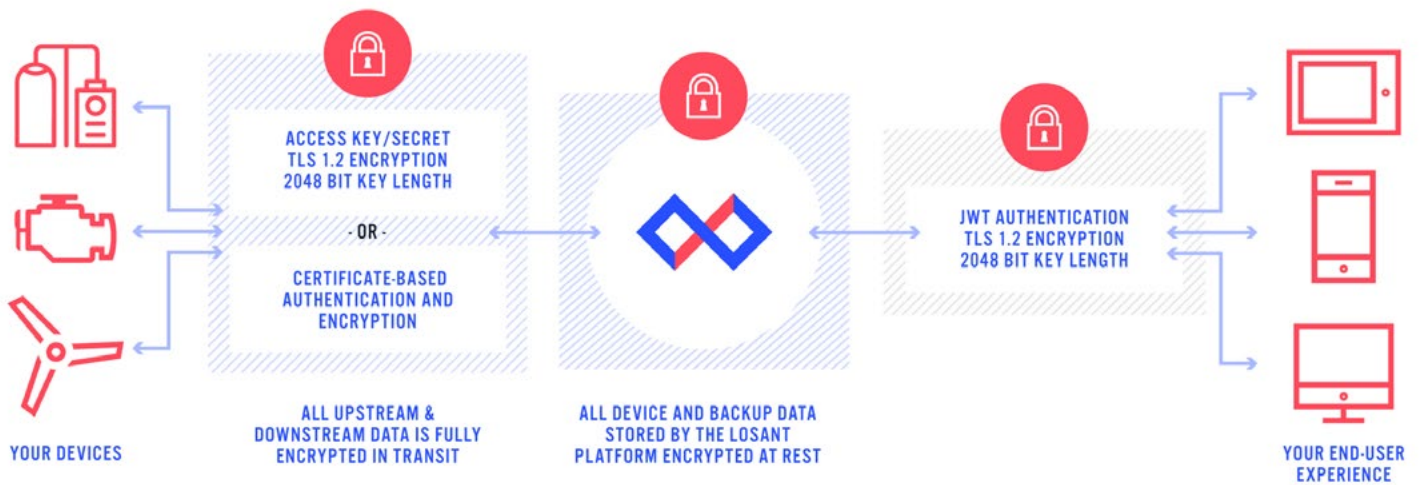 ACCESS KEY/SECRET
TLS 1.2 ENCRYPTION
2048 BIT KEY LENGTH
- OR -
CERTIFICATE-BASED
AUTHENTICATION AND
ENCRYPTION
JWT AUTHENTICATION
TLS 1.2 ENCRYPTION
2048 BIT KEY LENGTH
YOUR DEVICES
ALL UPSTREAM &
DOWNSTREAM DATA IS FULLY
ENCRYPTED IN TRANSIT
ALL DEVICE AND BACKUP DATA
STORED BY THE LOSANT
PLATFORM ENCRYPTED AT REST
YOUR END-USER
EXPERIENCE